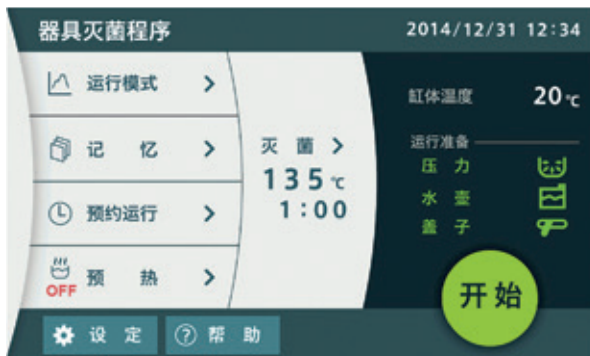 器具灭菌程序
2014/12/31 12:34
运行模式
记 忆
预约运行
预 热
OFF
灭 菌
135℃
1:00
缸体温度 20℃
运行准备
压 力
水 壶
盖 子
开始
设 定
? 帮 助